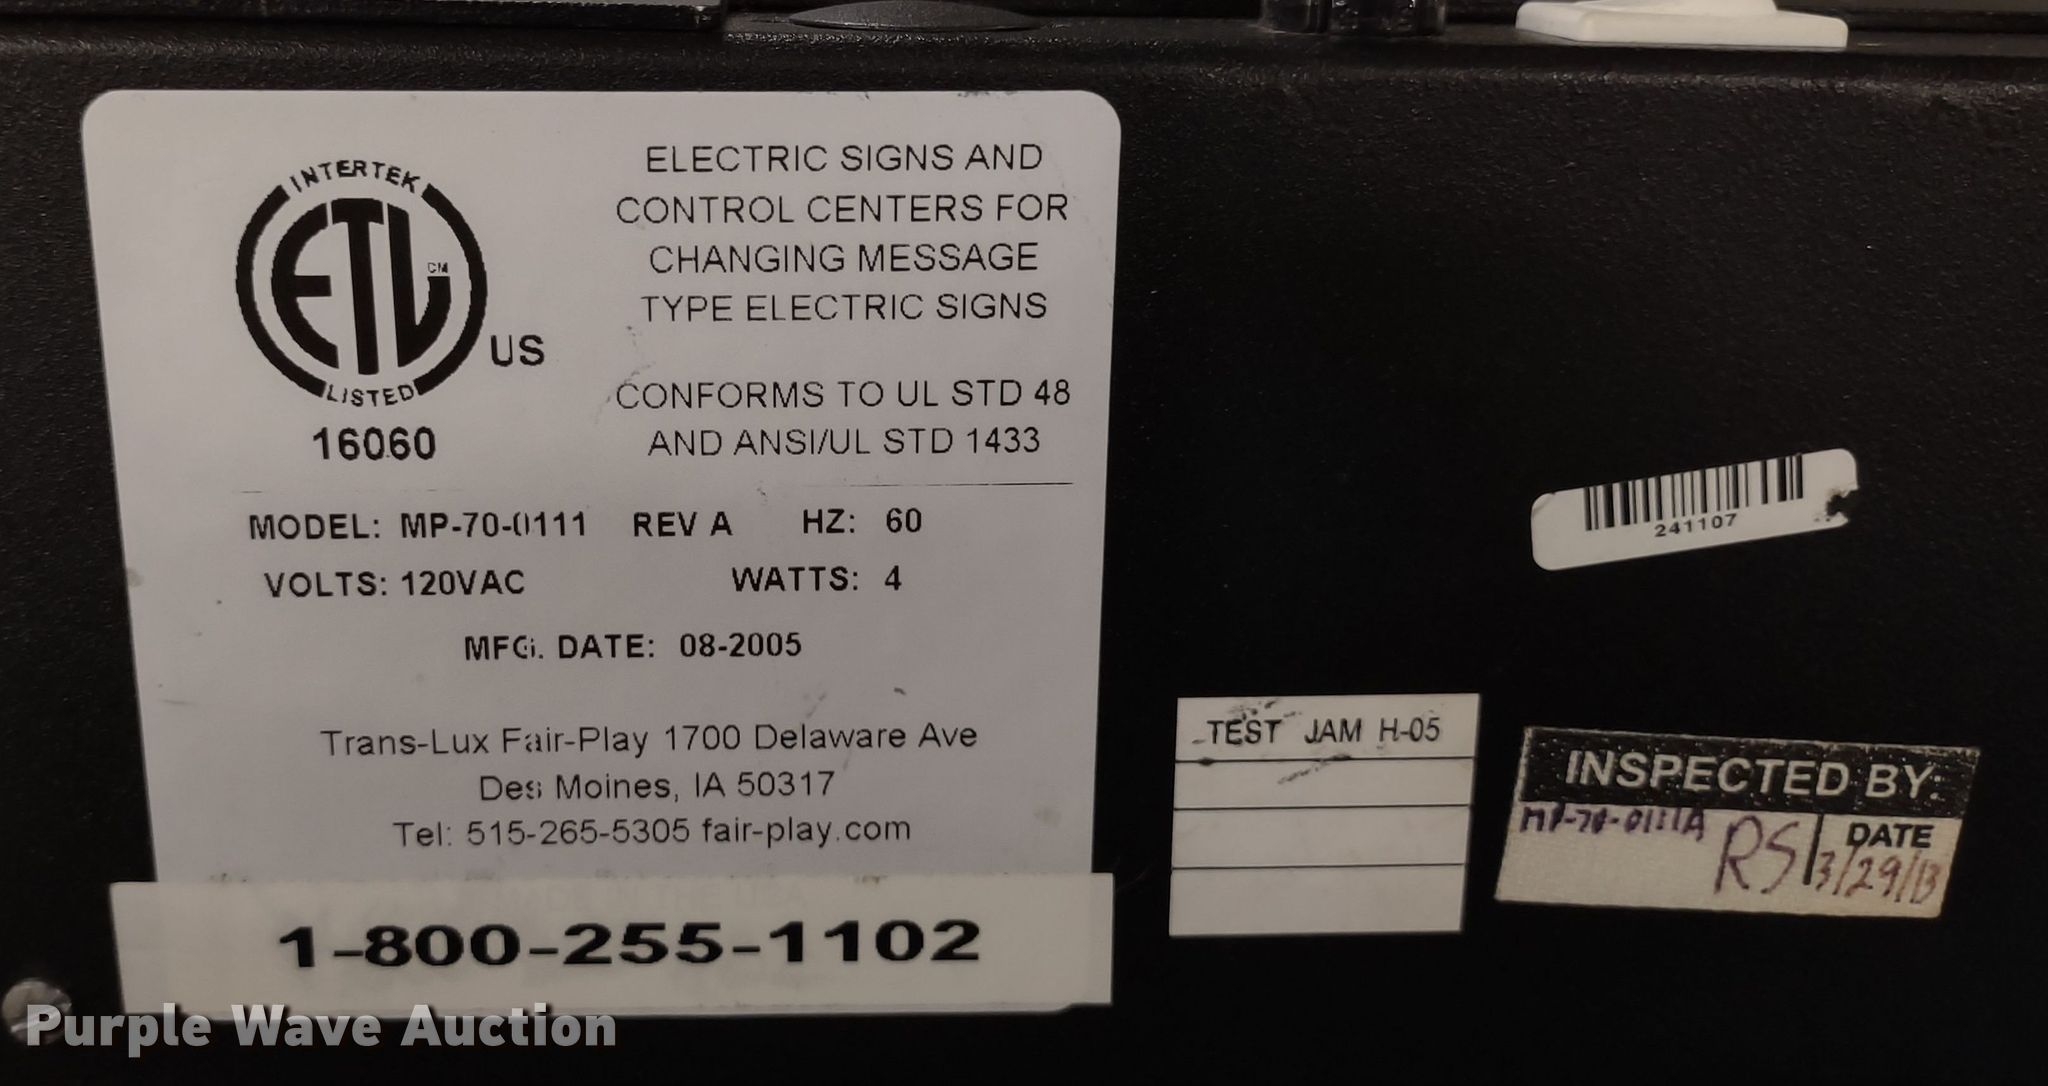 INTERTEK
ETL CM
LISTED
US
16060
ELECTRIC SIGNS AND
CONTROL CENTERS FOR
CHANGING MESSAGE
TYPE ELECTRIC SIGNS
CONFORMS TO UL STD 48
AND ANSI/UL STD 1433
MODEL: MP-70-0111 REV A HZ: 60
VOLTS: 120VAC WATTS: 4
MFG. DATE: 08-2005
Trans-Lux Fair-Play 1700 Delaware Ave
Des Moines, IA 50317
Tel: 515-265-5305 fair-play.com
MADE IN THE USA
1-800-255-1102
241107
TEST JAM H-05
INSPECTED BY:
MP-70-0111A RS DATE
3/29/13
Purple Wave Auction